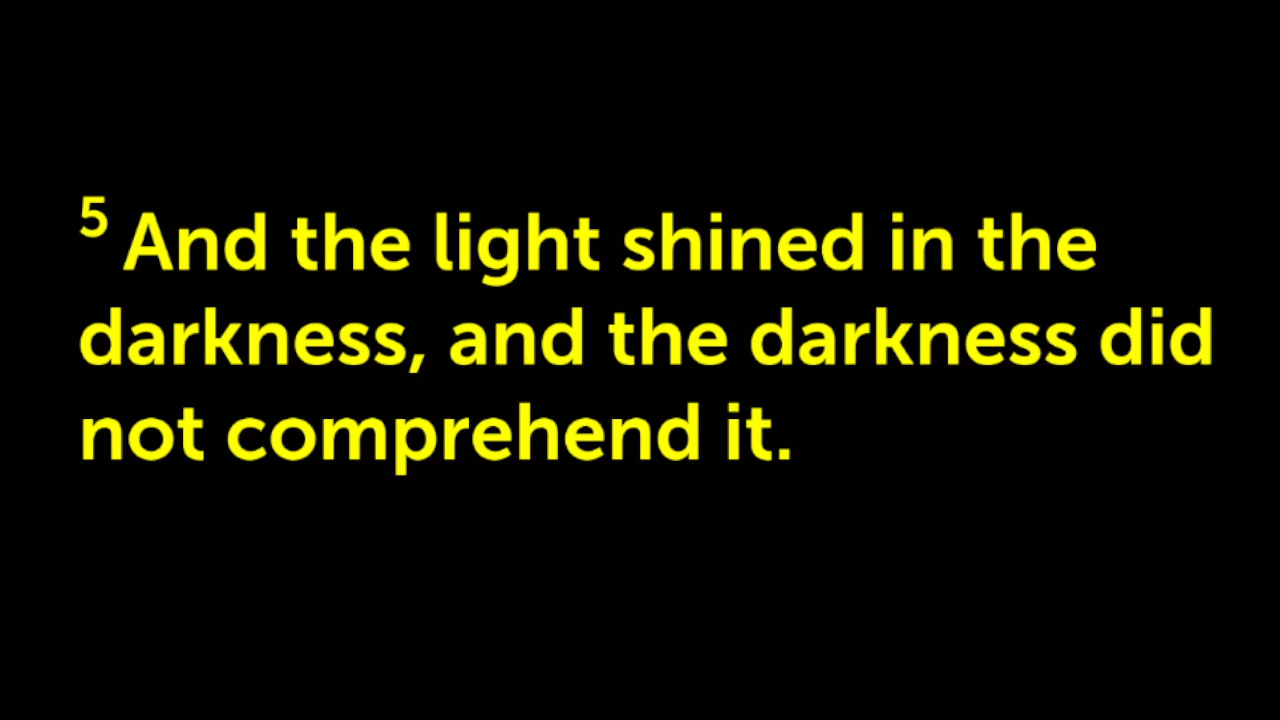 5 And the light shined in the
darkness, and the darkness did
not comprehend it.